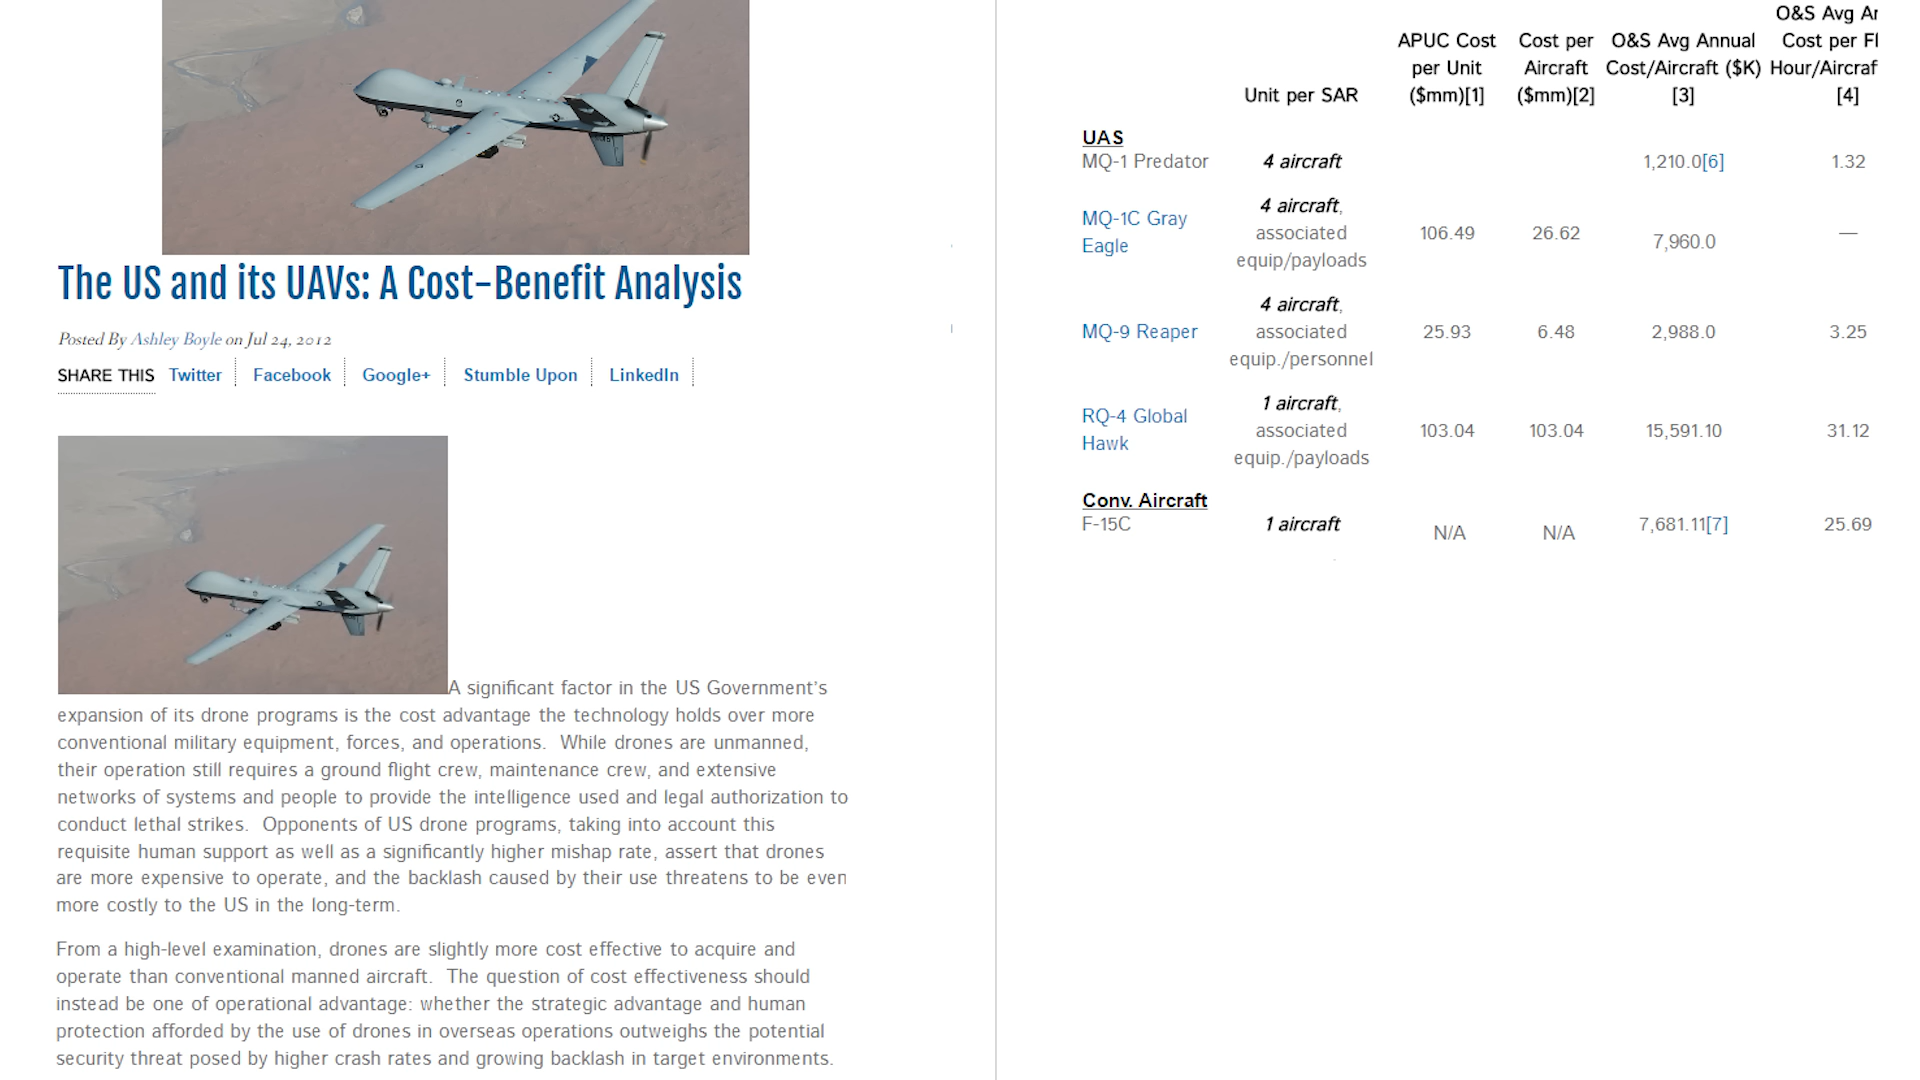 The US and its UAVs: A Cost-Benefit Analysis
Posted By Ashley Boyle on Jul 24, 2012
SHARE THIS Twitter Facebook Google+ Stumble Upon LinkedIn
A significant factor in the US Government's
expansion of its drone programs is the cost advantage the technology holds over more
conventional military equipment, forces, and operations. While drones are unmanned,
their operation still requires a ground flight crew, maintenance crew, and extensive
networks of systems and people to provide the intelligence used and legal authorization to
conduct lethal strikes. Opponents of US drone programs, taking into account this
requisite human support as well as a significantly higher mishap rate, assert that drones
are more expensive to operate, and the backlash caused by their use threatens to be even
more costly to the US in the long-term.
From a high-level examination, drones are slightly more cost effective to acquire and
operate than conventional manned aircraft. The question of cost effectiveness should
instead be one of operational advantage: whether the strategic advantage and human
protection afforded by the use of drones in overseas operations outweighs the potential
security threat posed by higher crash rates and growing backlash in target environments.
O&S Avg
APUC Cost Cost per O&S Avg Annual Cost per
per Unit Aircraft Cost/Aircraft ($K)
Unit per SAR ($mm)[1] ($mm)[2] [3] [4]
UAS
MQ-1 Predator 4 aircraft 1,210.0[6] 1.32
4 aircraft,
MQ-1C Gray
Eagle
associated 106.49 26.62 7,960.0 —
equip/payloads
4 aircraft,
MQ-9 Reaper associated 25.93 6.48 2,988.0 3.25
equip./personnel
1 aircraft,
RQ-4 Global
Hawk
associated 103.04 103.04 15,591.10 31.12
equip./payloads
Conv. Aircraft
F-15C 1 aircraft N/A N/A 7,681.11[7] 25.69